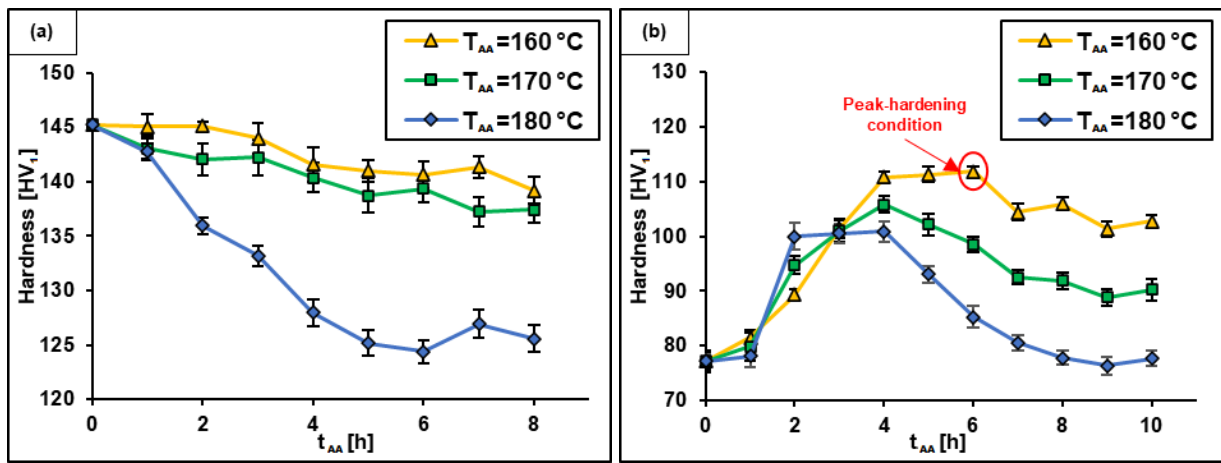 (a)
T_AA=160 °C
T_AA=170 °C
T_AA=180 °C
150
145
140
135
130
125
120
Hardness [HV₁]
0 2 4 6 8
t_AA [h]
(b)
T_AA=160 °C
T_AA=170 °C
T_AA=180 °C
Peak-hardening
condition
130
120
110
100
90
80
70
Hardness [HV₁]
0 2 4 6 8 10
t_AA [h]